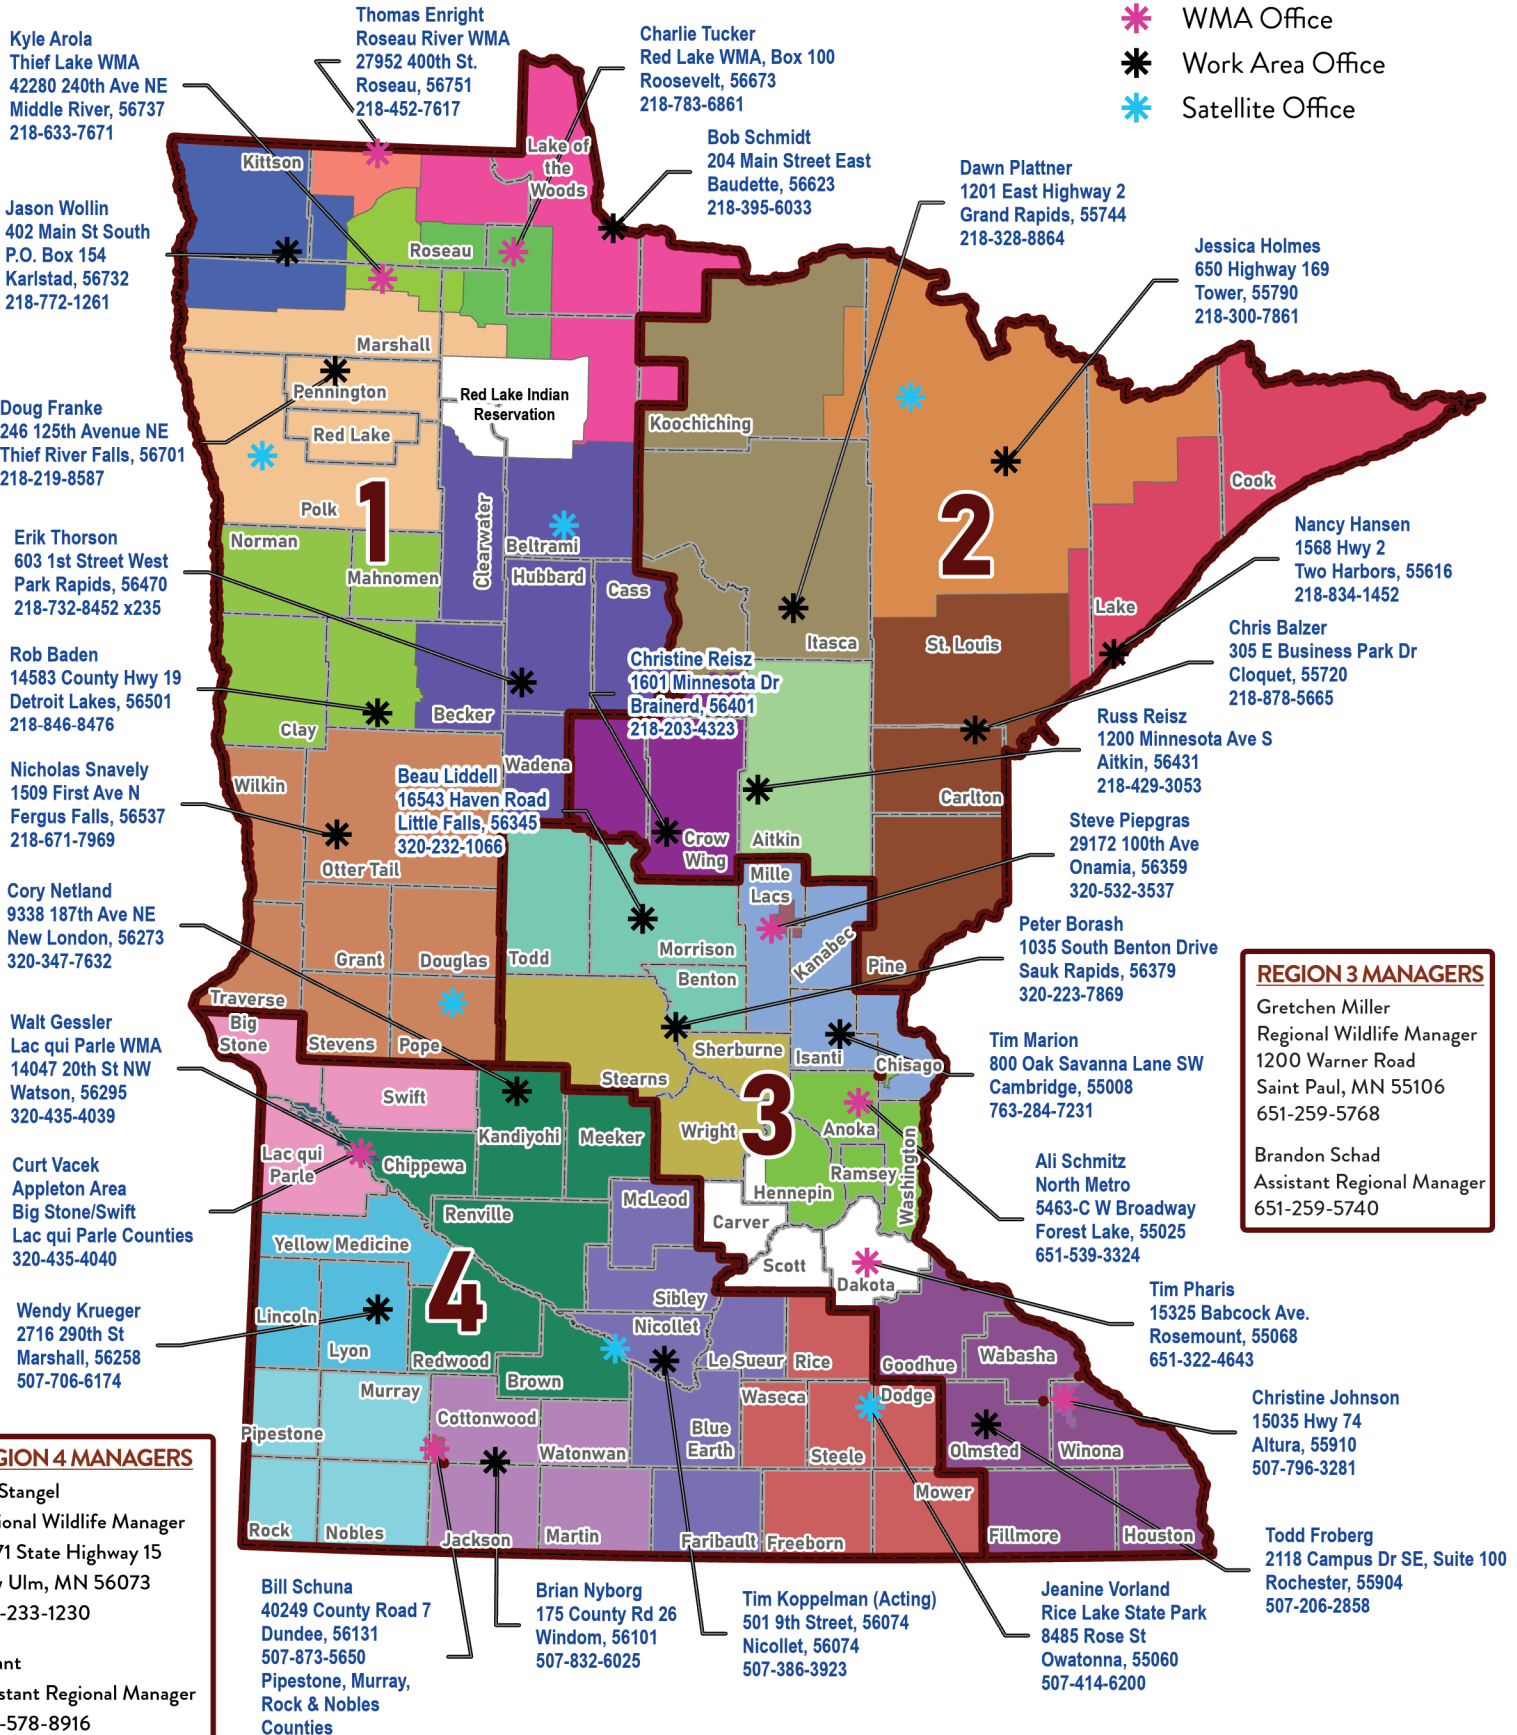 WMA Office
Work Area Office
Satellite Office
Kyle Arola
Thief Lake WMA
42280 240th Ave NE
Middle River, 56737
218-633-7671
Thomas Enright
Roseau River WMA
27952 400th St.
Roseau, 56751
218-452-7617
Charlie Tucker
Red Lake WMA, Box 100
Roosevelt, 56673
218-783-6861
Bob Schmidt
204 Main Street East
Baudette, 56623
218-395-6033
Dawn Plattner
1201 East Highway 2
Grand Rapids, 55744
218-328-8864
Jessica Holmes
650 Highway 169
Tower, 55790
218-300-7861
Jason Wollin
402 Main St South
P.O. Box 154
Karlstad, 56732
218-772-1261
Doug Franke
246 125th Avenue NE
Thief River Falls, 56701
218-219-8587
Erik Thorson
603 1st Street West
Park Rapids, 56470
218-732-8452 x235
Rob Baden
14583 County Hwy 19
Detroit Lakes, 56501
218-846-8476
Nicholas Snavely
1509 First Ave N
Fergus Falls, 56537
218-671-7969
Cory Netland
9338 187th Ave NE
New London, 56273
320-347-7632
Walt Gessler
Lac qui Parle WMA
14047 20th St NW
Watson, 56295
320-435-4039
Curt Vacek
Appleton Area
Big Stone/Swift
Lac qui Parle Counties
320-435-4040
Wendy Krueger
2716 290th St
Marshall, 56258
507-706-6174
Nancy Hansen
1568 Hwy 2
Two Harbors, 55616
218-834-1452
Chris Balzer
305 E Business Park Dr
Cloquet, 55720
218-878-5665
Russ Reisz
1200 Minnesota Ave S
Aitkin, 56431
218-429-3053
Steve Piepgras
29172 100th Ave
Onamia, 56359
320-532-3537
Peter Borash
1035 South Benton Drive
Sauk Rapids, 56379
320-223-7869
Tim Marion
800 Oak Savanna Lane SW
Cambridge, 55008
763-284-7231
Ali Schmitz
North Metro
5463-C W Broadway
Forest Lake, 55025
651-539-3324
Tim Pharis
15325 Babcock Ave.
Rosemount, 55068
651-322-4643
Christine Johnson
15035 Hwy 74
Altura, 55910
507-796-3281
Todd Froberg
2118 Campus Dr SE, Suite 100
Rochester, 55904
507-206-2858
Jeanine Vorland
Rice Lake State Park
8485 Rose St
Owatonna, 55060
507-414-6200
Tim Koppelman (Acting)
501 9th Street, 56074
Nicollet, 56074
507-386-3923
Brian Nyborg
175 County Rd 26
Windom, 56101
507-832-6025
Bill Schuna
40249 County Road 7
Dundee, 56131
507-873-5650
Pipestone, Murray,
Rock & Nobles
Counties
Christine Reisz
1601 Minnesota Dr
Brainerd, 56401
218-203-4323
Beau Liddell
16543 Haven Road
Little Falls, 56345
320-232-1066
REGION 3 MANAGERS
Gretchen Miller
Regional Wildlife Manager
1200 Warner Road
Saint Paul, MN 55106
651-259-5768
Brandon Schad
Assistant Regional Manager
651-259-5740
GION 4 MANAGERS
Stangel
ional Wildlife Manager
71 State Highway 15
Ulm, MN 56073
-233-1230
ant
stant Regional Manager
-578-8916
Kittson
Lake of
the
Woods
Roseau
Marshall
Pennington
Red Lake
Red Lake Indian
Reservation
Koochiching
Polk
1
2
Cook
Norman
Mahnomen
Clearwater
Beltrami
Hubbard
Cass
Itasca
St. Louis
Lake
Clay
Becker
Wadena
Wilkin
Otter Tail
Crow
Wing
Aitkin
Carlton
Mille
Lacs
Grant
Douglas
Todd
Morrison
Kanabec
Pine
Benton
Traverse
Big
Stone
Stevens
Pope
Stearns
Sherburne
Isanti
Chisago
Swift
Kandiyohi
Meeker
Wright
3
Anoka
Ramsey
Washington
Hennepin
Lac qui
Parle
Chippewa
McLeod
Carver
Scott
Dakota
Renville
Yellow Medicine
4
Sibley
Nicollet
Lincoln
Lyon
Redwood
Brown
Le Sueur
Rice
Goodhue
Wabasha
Murray
Pipestone
Cottonwood
Watonwan
Blue
Earth
Waseca
Steele
Dodge
Olmsted
Winona
Rock
Nobles
Jackson
Martin
Faribault
Freeborn
Mower
Fillmore
Houston